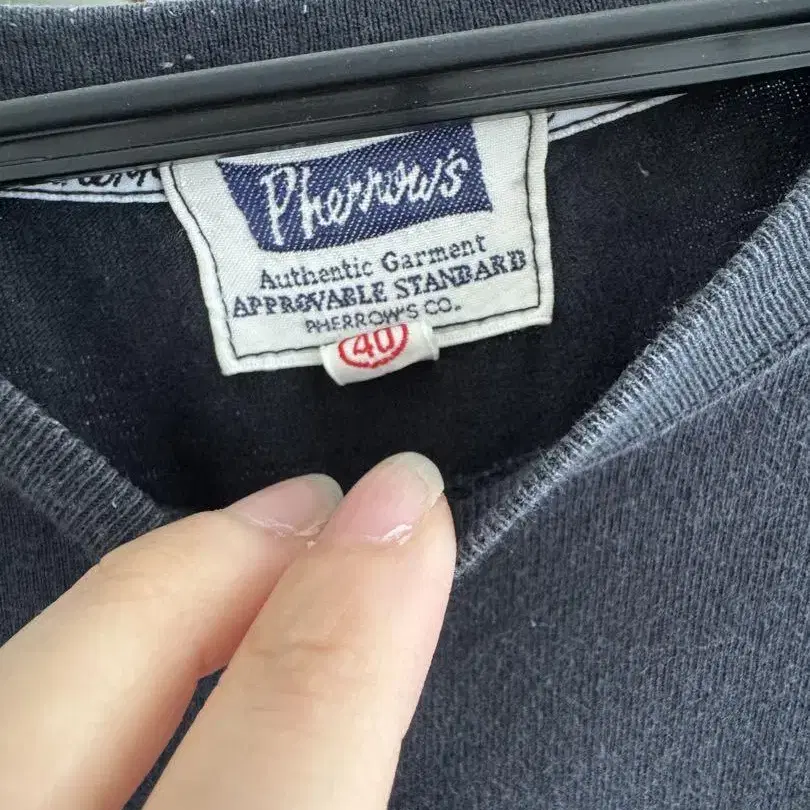 Pherrow's
Authentic Garment
APPROVABLE STANDARD
PHERROW'S CO.
40